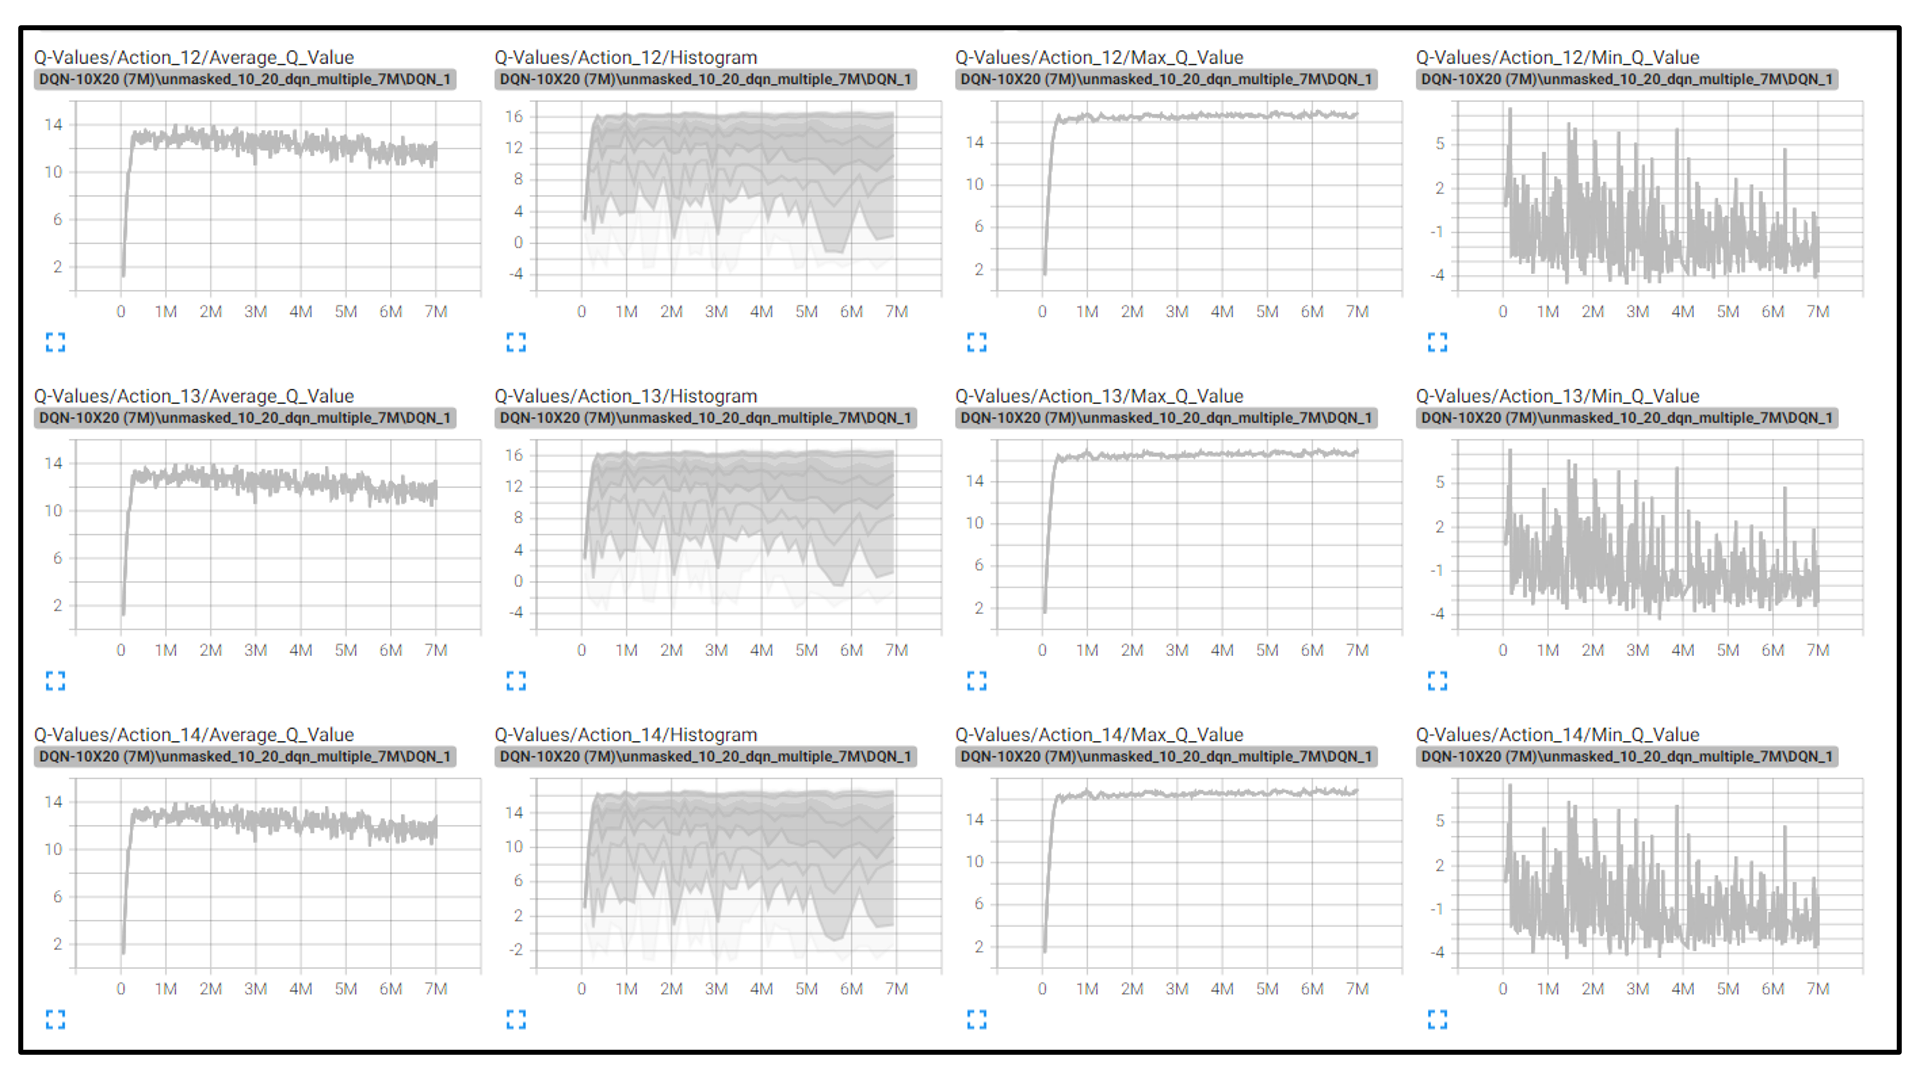 Q-Values/Action_12/Average_Q_Value
DQN-10X20 (7M)\unmasked_10_20_dqn_multiple_7M\DQN_1
14
10
6
2
0 1M 2M 3M 4M 5M 6M 7M
Q-Values/Action_12/Histogram
DQN-10X20 (7M)\unmasked_10_20_dqn_multiple_7M\DQN_1
16
12
8
4
0
-4
0 1M 2M 3M 4M 5M 6M 7M
Q-Values/Action_12/Max_Q_Value
DQN-10X20 (7M)\unmasked_10_20_dqn_multiple_7M\DQN_1
14
10
6
2
0 1M 2M 3M 4M 5M 6M 7M
Q-Values/Action_12/Min_Q_Value
DQN-10X20 (7M)\unmasked_10_20_dqn_multiple_7M\DQN_1
5
2
-1
-4
0 1M 2M 3M 4M 5M 6M 7M
Q-Values/Action_13/Average_Q_Value
DQN-10X20 (7M)\unmasked_10_20_dqn_multiple_7M\DQN_1
14
10
6
2
0 1M 2M 3M 4M 5M 6M 7M
Q-Values/Action_13/Histogram
DQN-10X20 (7M)\unmasked_10_20_dqn_multiple_7M\DQN_1
16
12
8
4
0
-4
0 1M 2M 3M 4M 5M 6M 7M
Q-Values/Action_13/Max_Q_Value
DQN-10X20 (7M)\unmasked_10_20_dqn_multiple_7M\DQN_1
14
10
6
2
0 1M 2M 3M 4M 5M 6M 7M
Q-Values/Action_13/Min_Q_Value
DQN-10X20 (7M)\unmasked_10_20_dqn_multiple_7M\DQN_1
5
2
-1
-4
0 1M 2M 3M 4M 5M 6M 7M
Q-Values/Action_14/Average_Q_Value
DQN-10X20 (7M)\unmasked_10_20_dqn_multiple_7M\DQN_1
14
10
6
2
0 1M 2M 3M 4M 5M 6M 7M
Q-Values/Action_14/Histogram
DQN-10X20 (7M)\unmasked_10_20_dqn_multiple_7M\DQN_1
14
10
6
2
-2
0 1M 2M 3M 4M 5M 6M 7M
Q-Values/Action_14/Max_Q_Value
DQN-10X20 (7M)\unmasked_10_20_dqn_multiple_7M\DQN_1
14
10
6
2
0 1M 2M 3M 4M 5M 6M 7M
Q-Values/Action_14/Min_Q_Value
DQN-10X20 (7M)\unmasked_10_20_dqn_multiple_7M\DQN_1
5
2
-1
-4
0 1M 2M 3M 4M 5M 6M 7M